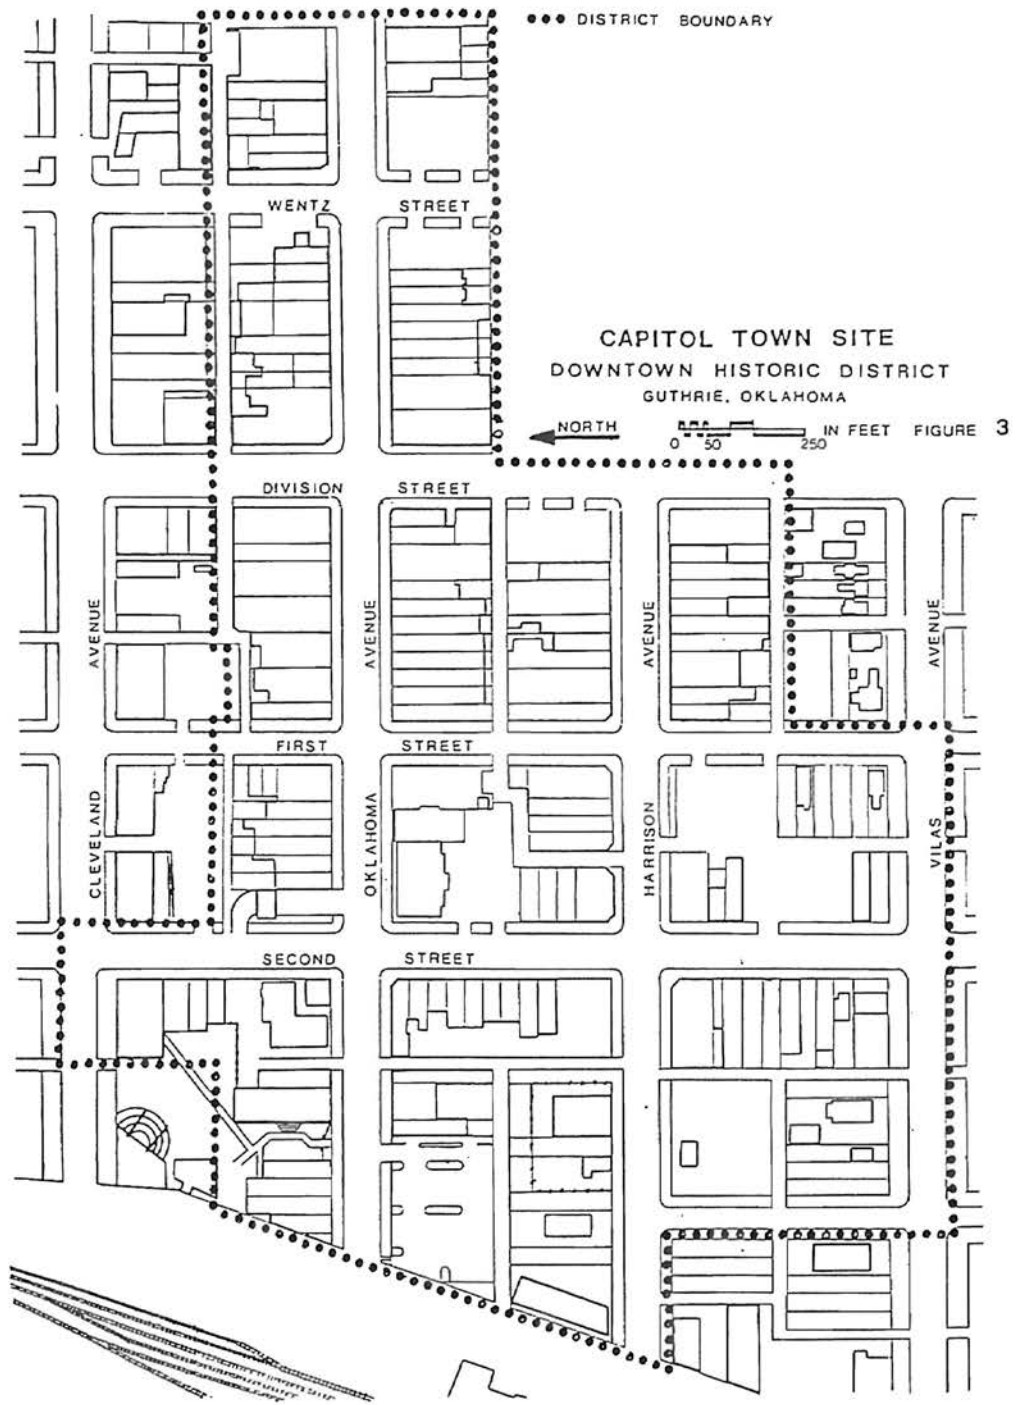 ●●● DISTRICT BOUNDARY
WENTZ STREET
CAPITOL TOWN SITE
DOWNTOWN HISTORIC DISTRICT
GUTHRIE, OKLAHOMA
NORTH
0 50 250 IN FEET FIGURE 3
DIVISION STREET
AVENUE
AVENUE
AVENUE
AVENUE
FIRST STREET
CLEVELAND
OKLAHOMA
HARRISON
VILAS
SECOND STREET